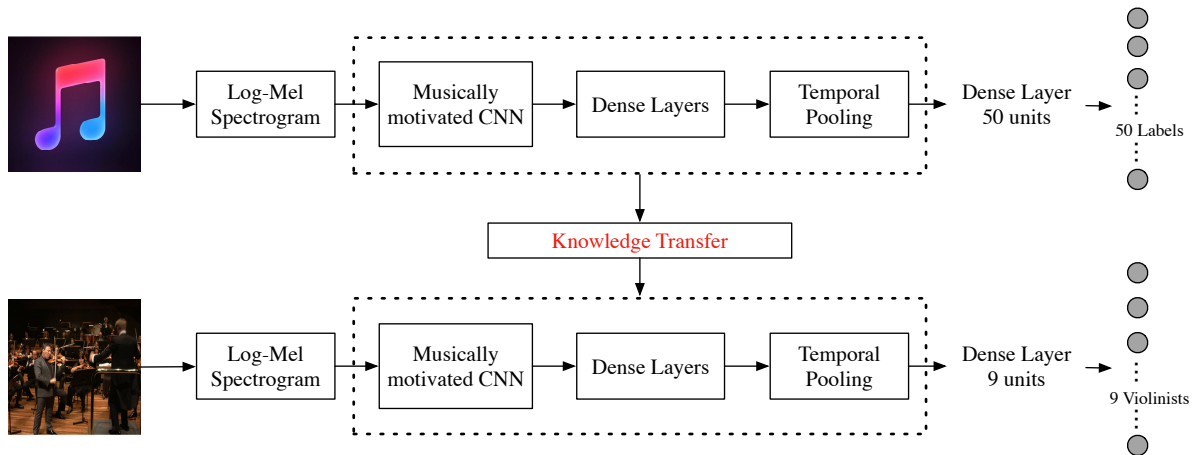 Log-Mel
Spectrogram
Musically
motivated CNN
Dense Layers
Temporal
Pooling
Dense Layer
50 units
50 Labels
Knowledge Transfer
Log-Mel
Spectrogram
Musically
motivated CNN
Dense Layers
Temporal
Pooling
Dense Layer
9 units
9 Violinists